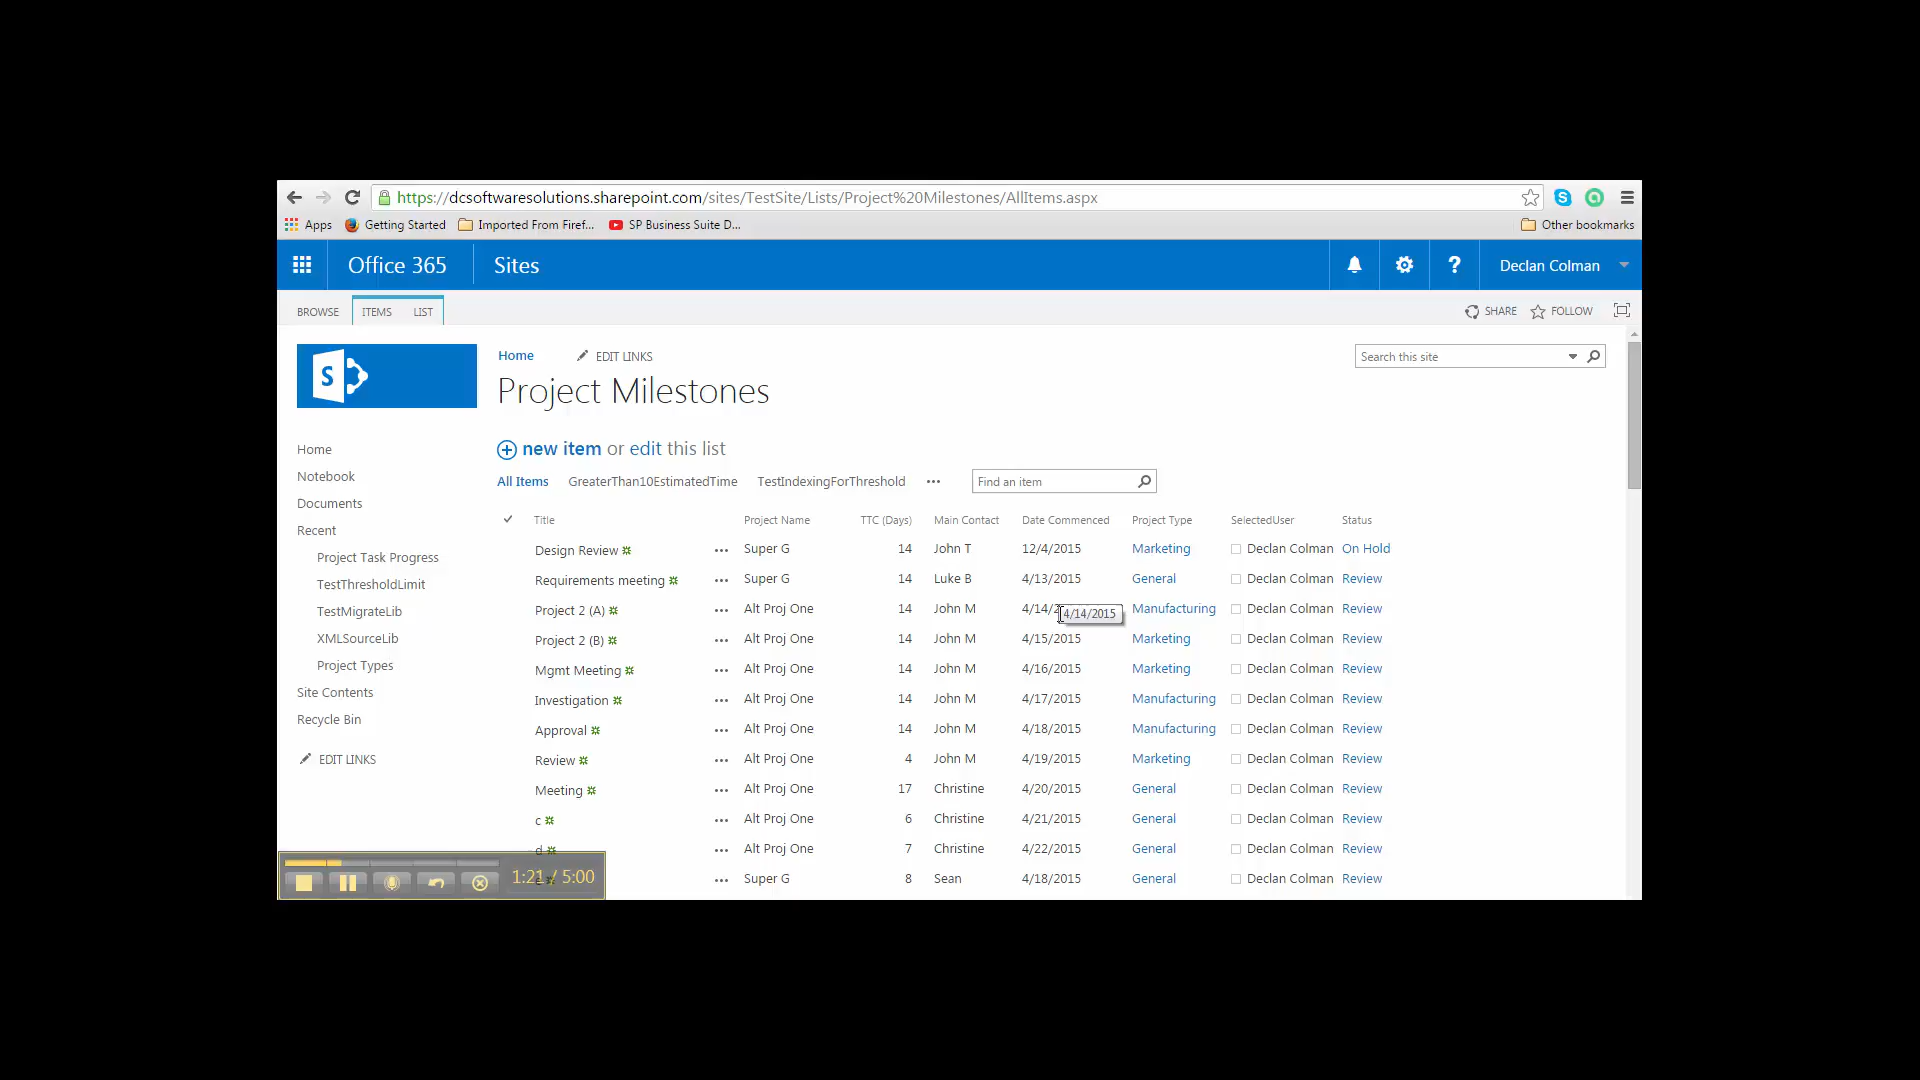 https://dcsoftwaresolutions.sharepoint.com/sites/TestSite/Lists/Project%20Milestones/AllItems.aspx
Apps Getting Started Imported From Firef... SP Business Suite D... Other bookmarks
Office 365 Sites ? Declan Colman
BROWSE ITEMS LIST SHARE FOLLOW
S Home EDIT LINKS Search this site
Project Milestones
Home
Notebook
Documents
Recent
Project Task Progress
TestThresholdLimit
TestMigrateLib
XMLSourceLib
Project Types
Site Contents
Recycle Bin
EDIT LINKS
new item or edit this list
All Items GreaterThan10EstimatedTime TestIndexingForThreshold ... Find an item
Title Project Name TTC (Days) Main Contact Date Commenced Project Type SelectedUser Status
Design Review ... Super G 14 John T 12/4/2015 Marketing Declan Colman On Hold
Requirements meeting ... Super G 14 Luke B 4/13/2015 General Declan Colman Review
Project 2 (A) ... Alt Proj One 14 John M 4/14/2 4/14/2015 Manufacturing Declan Colman Review
Project 2 (B) ... Alt Proj One 14 John M 4/15/2015 Marketing Declan Colman Review
Mgmt Meeting ... Alt Proj One 14 John M 4/16/2015 Marketing Declan Colman Review
Investigation ... Alt Proj One 14 John M 4/17/2015 Manufacturing Declan Colman Review
Approval ... Alt Proj One 14 John M 4/18/2015 Manufacturing Declan Colman Review
Review ... Alt Proj One 4 John M 4/19/2015 Marketing Declan Colman Review
Meeting ... Alt Proj One 17 Christine 4/20/2015 General Declan Colman Review
c ... Alt Proj One 6 Christine 4/21/2015 General Declan Colman Review
d ... Alt Proj One 7 Christine 4/22/2015 General Declan Colman Review
... Super G 8 Sean 4/18/2015 General Declan Colman Review
1:21 / 5:00